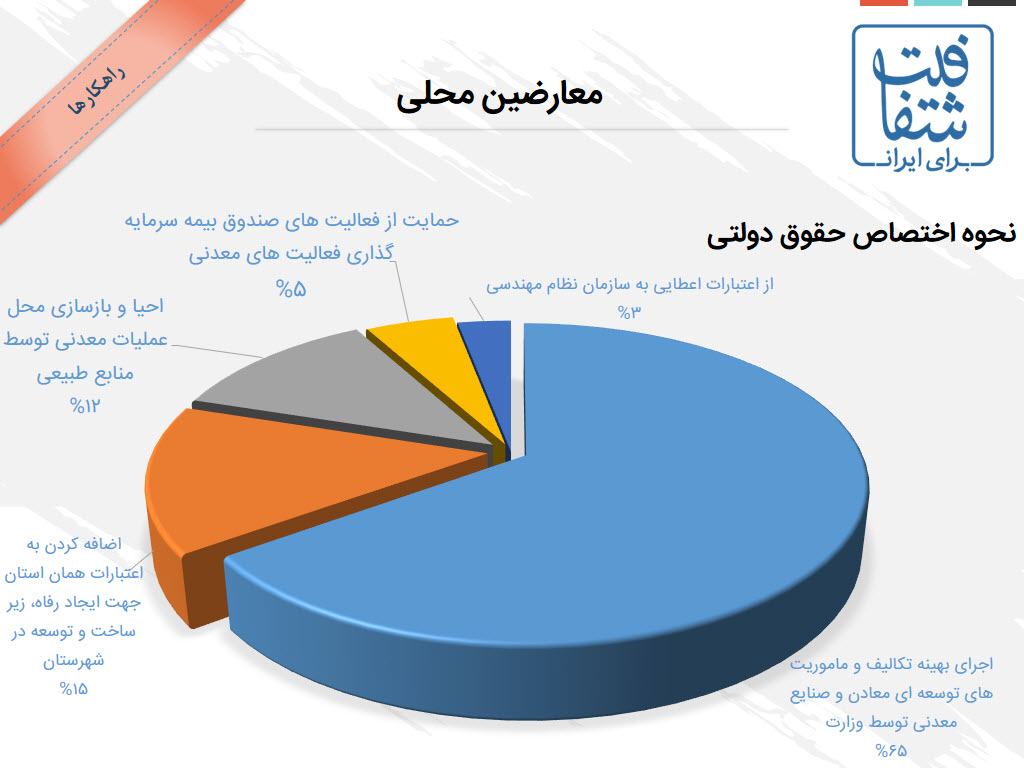 راهکارها
شفافیت
برای ایران
معارضین محلی
نحوه اختصاص حقوق دولتی
حمایت از فعالیت های صندوق بیمه سرمایه
گذاری فعالیت های معدنی
%۵
از اعتبارات اعطایی به سازمان نظام مهندسی
%۳
احیا و بازسازی محل
عملیات معدنی توسط
منابع طبیعی
%۱۲
اضافه کردن به
اعتبارات همان استان
جهت ایجاد رفاه، زیر
ساخت و توسعه در
شهرستان
%۱۵
اجرای بهینه تکالیف و ماموریت
های توسعه ای معادن و صنایع
معدنی توسط وزارت
%۶۵